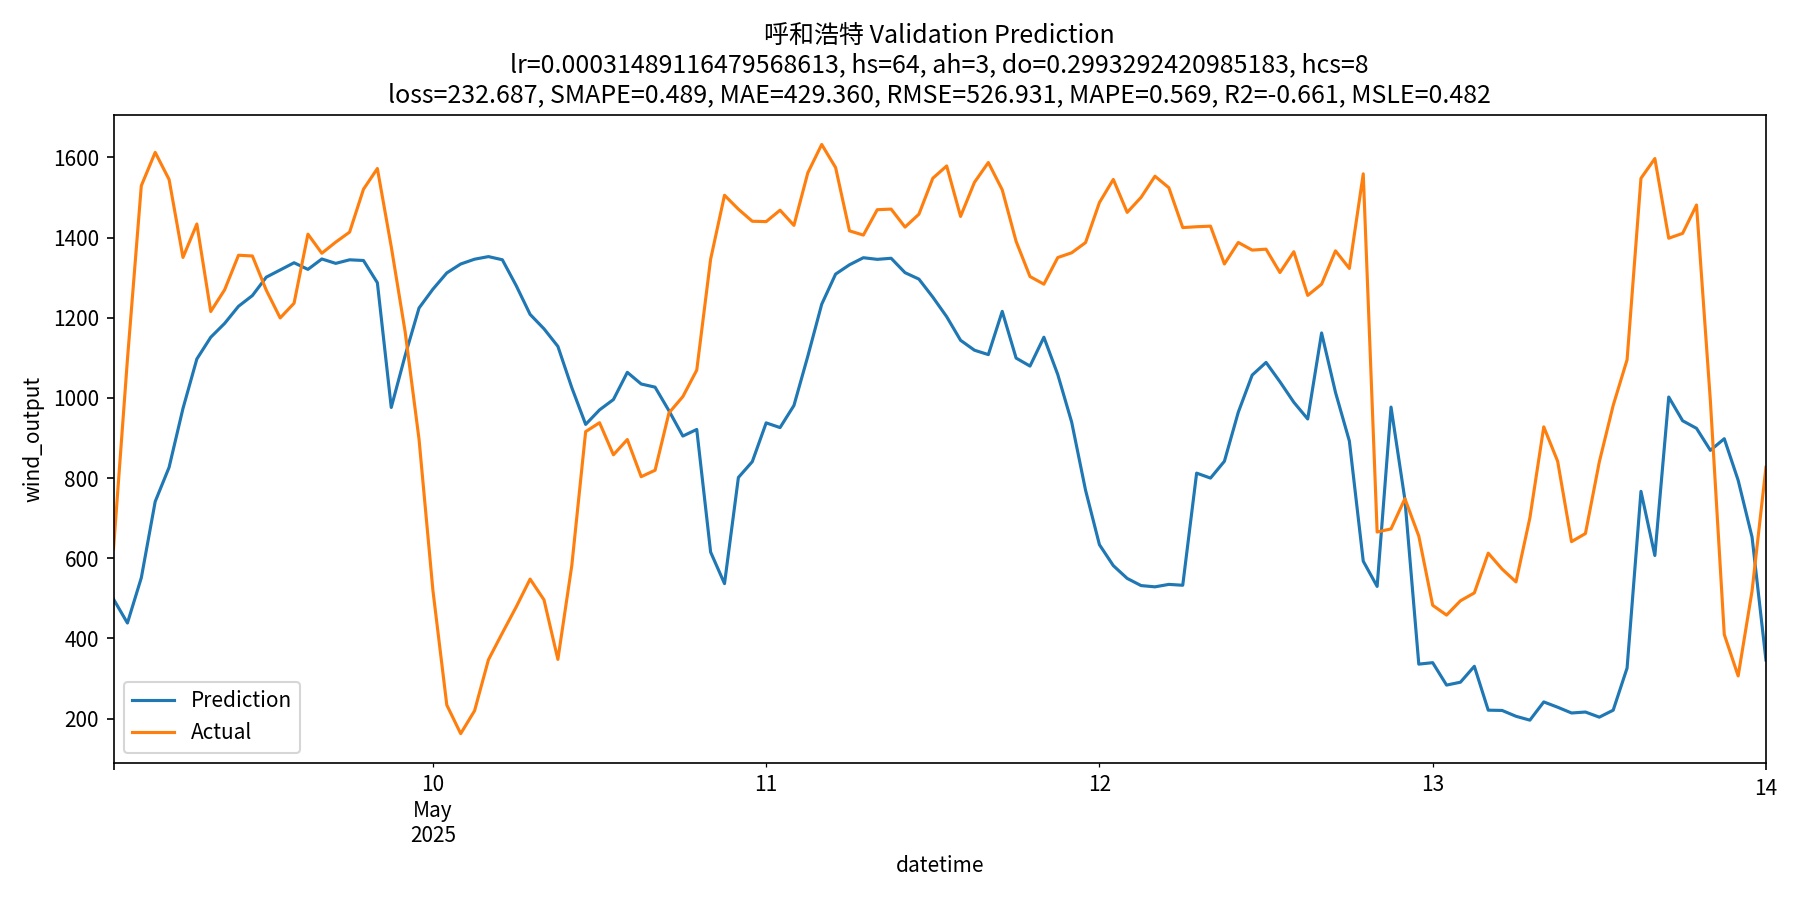 呼和浩特 Validation Prediction
lr=0.00031489116479568613, hs=64, ah=3, do=0.2993292420985183, hcs=8
loss=232.687, SMAPE=0.489, MAE=429.360, RMSE=526.931, MAPE=0.569, R2=-0.661, MSLE=0.482
1600
1400
1200
1000
800
600
400
200
wind_output
Prediction
Actual
10
May
2025
11
12
13
14
datetime